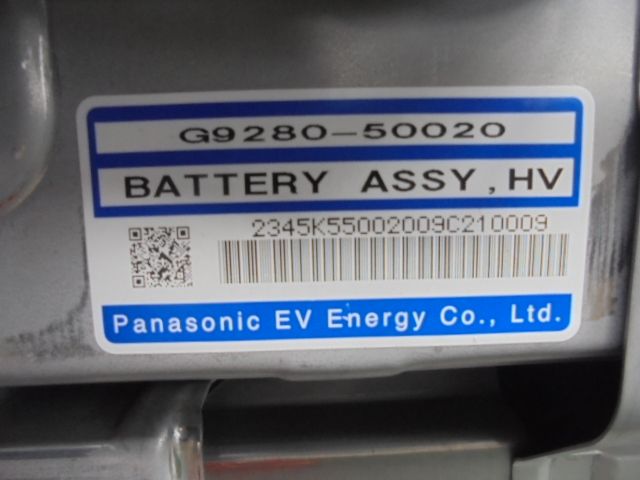 G9280-50020
BATTERY ASSY, HV
2345K55002009C210009
Panasonic EV Energy Co., Ltd.